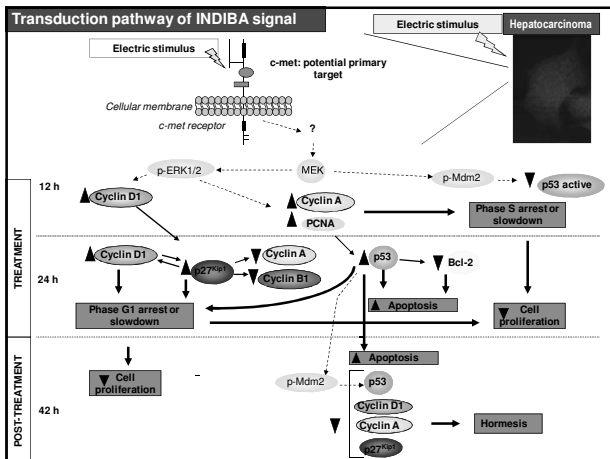 Transduction pathway of INDIBA signal
Electric stimulus
Hepatocarcinoma
Electric stimulus
c-met: potential primary
target
Cellular membrane
c-met receptor
?
p-ERK1/2
MEK
p-Mdm2
p53 active
12 h
Cyclin D1
Cyclin A
PCNA
Phase S arrest or
slowdown
TREATMENT
24 h
Cyclin D1
p27Kip1
Cyclin A
Cyclin B1
p53
Bcl-2
Phase G1 arrest or
slowdown
Apoptosis
Cell
proliferation
POST-TREATMENT
42 h
Cell
proliferation
Apoptosis
p-Mdm2
p53
Cyclin D1
Cyclin A
p27Kip1
Hormesis